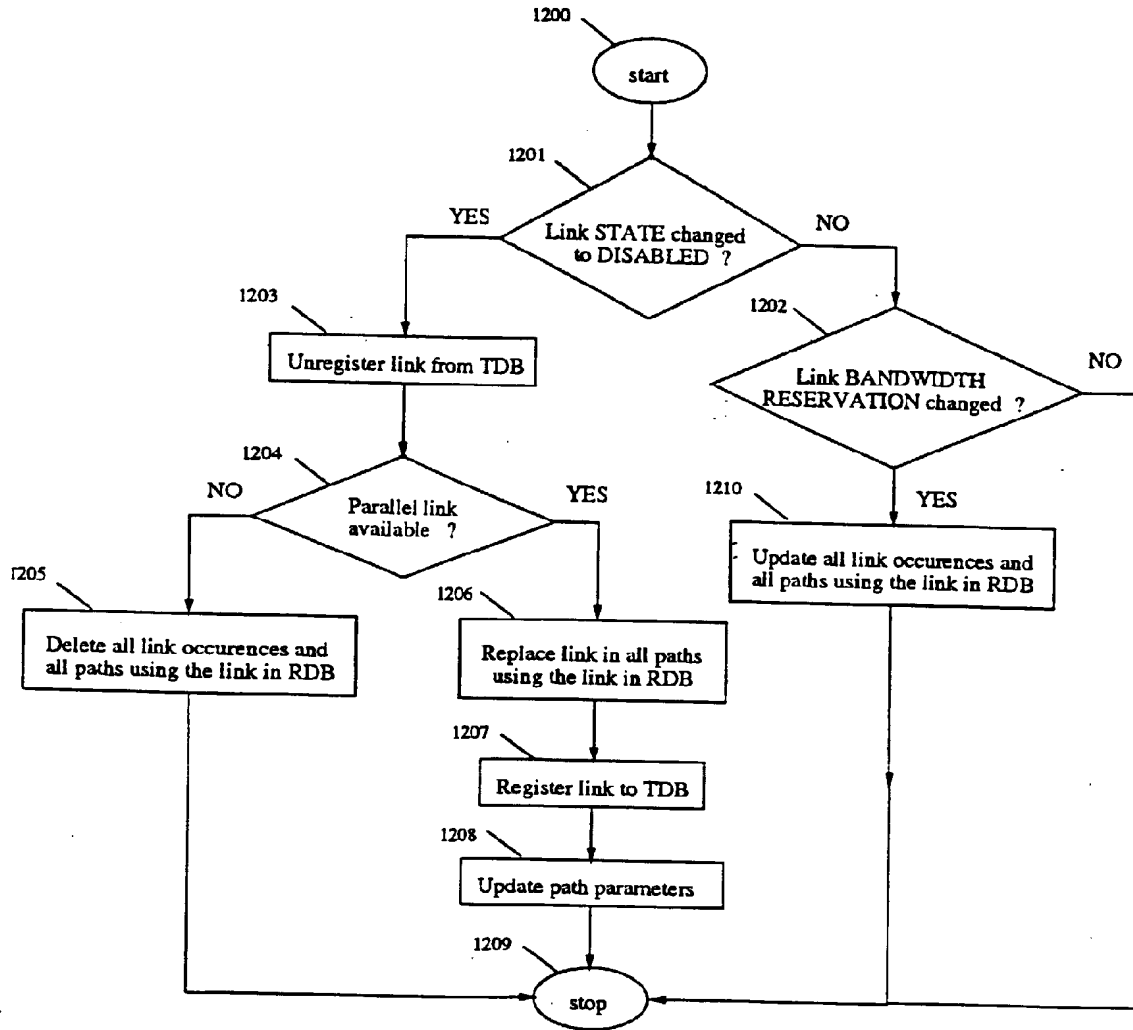 1200
start
1201
YES
NO
Link STATE changed
to DISABLED ?
1203
1202
Unregister link from TDB
Link BANDWIDTH
RESERVATION changed ?
NO
1204
NO
YES
Parallel link
available ?
1210
YES
Update all link occurences and
all paths using the link in RDB
1205
1206
Delete all link occurences and
all paths using the link in RDB
Replace link in all paths
using the link in RDB
1207
Register link to TDB
1208
Update path parameters
1209
stop